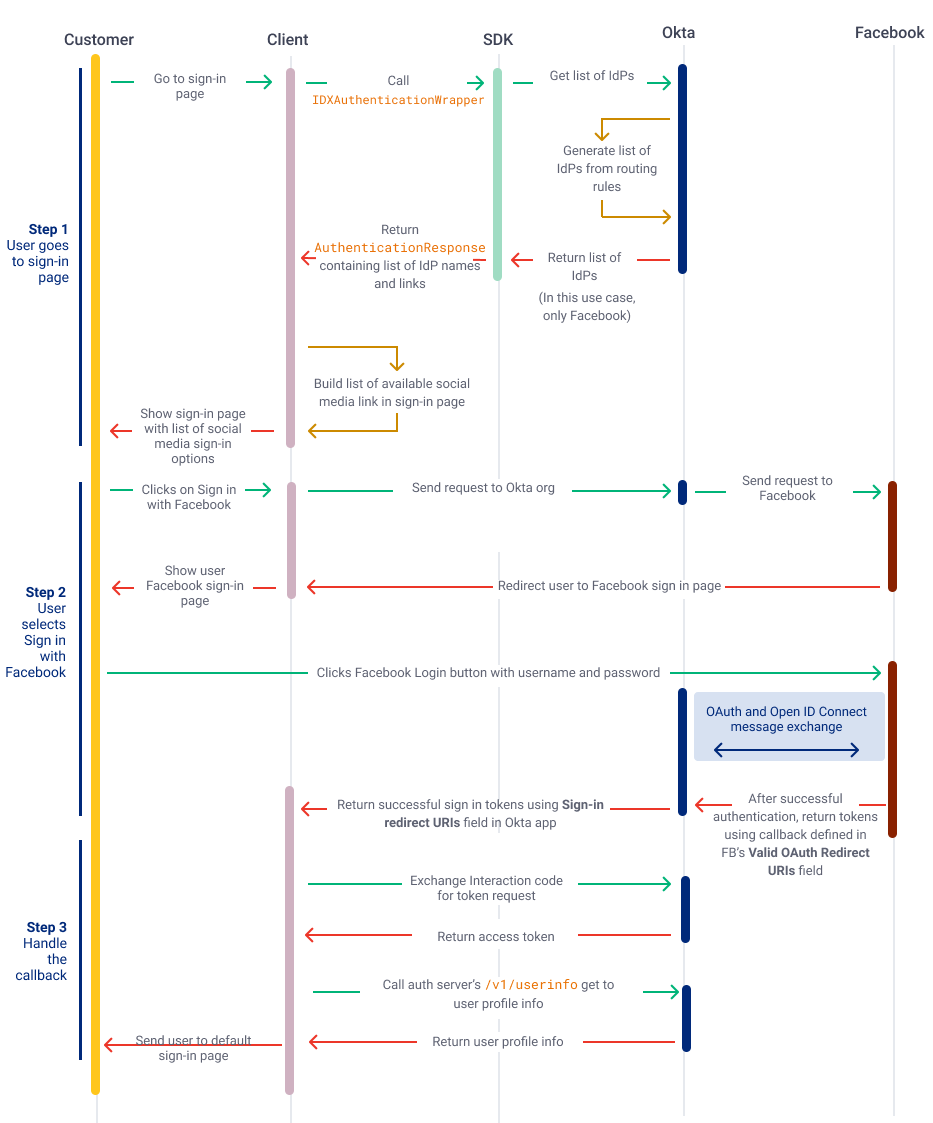 Customer
Client
SDK
Okta
Facebook
Go to sign-in
page
Call
IDXAuthenticationWrapper
Get list of IdPs
Generate list of
IdPs from routing
rules
Step 1
User goes
to sign-in
page
Return
AuthenticationResponse
containing list of IdP names
and links
Return list of
IdPs
(In this use case,
only Facebook)
Build list of available social
media link in sign-in page
Show sign-in page
with list of social
media sign-in
options
Clicks on Sign in
with Facebook
Send request to Okta org
Send request to
Facebook
Show user
Facebook sign-in
page
Redirect user to Facebook sign in page
Step 2
User
selects
Sign in
with
Facebook
Clicks Facebook Login button with username and password
OAuth and Open ID Connect
message exchange
Return successful sign in tokens using Sign-in
redirect URIs field in Okta app
After successful
authentication, return tokens
using callback defined in
FB's Valid OAuth Redirect
URIs field
Exchange Interaction code
for token request
Return access token
Step 3
Handle
the
callback
Call auth server's /v1/userinfo get to
user profile info
Return user profile info
Send user to default
sign-in page